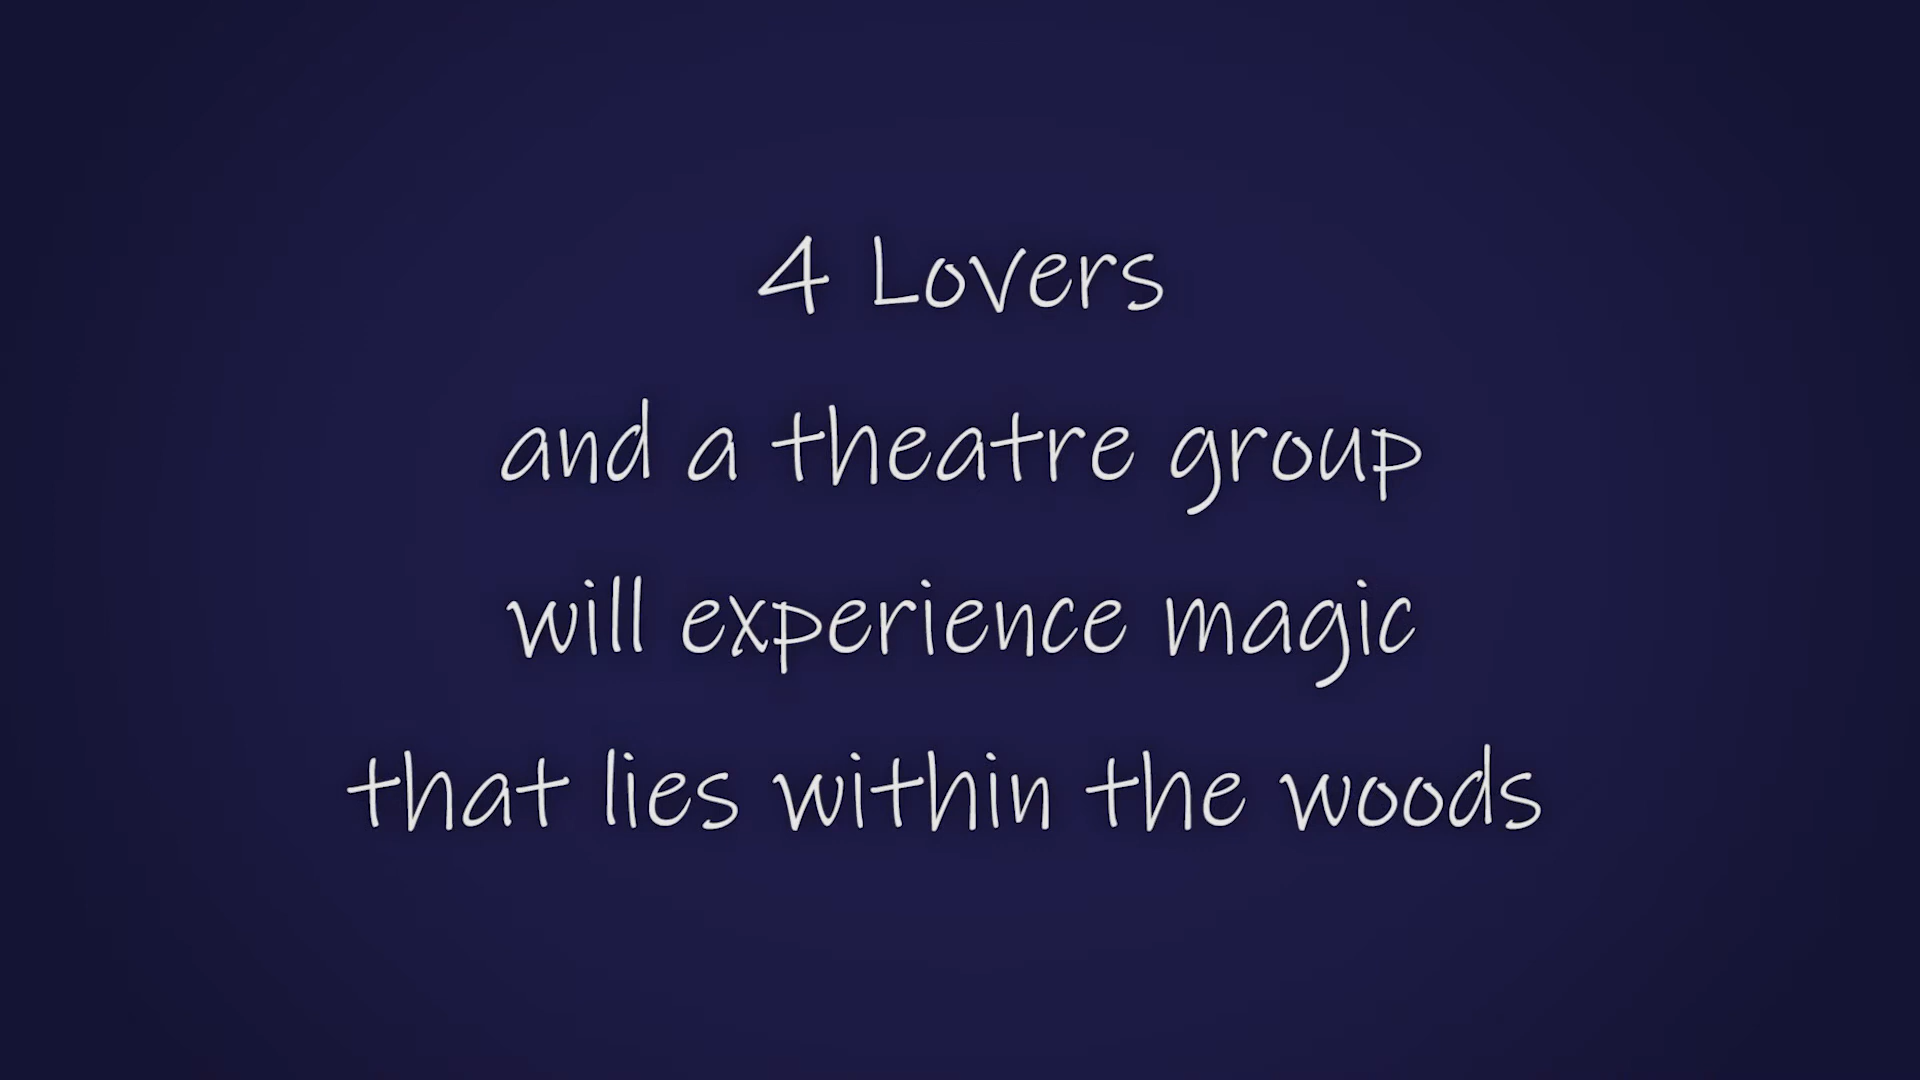 4 Lovers
and a theatre group
will experience magic
that lies within the woods